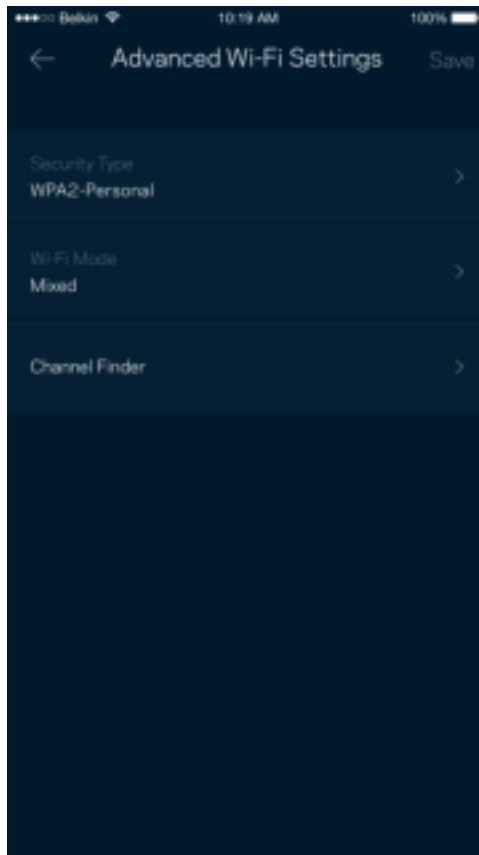 Belkin 10:19 AM 100%
Advanced Wi-Fi Settings Save
Security Type
WPA2-Personal
Wi-Fi Mode
Mixed
Channel Finder